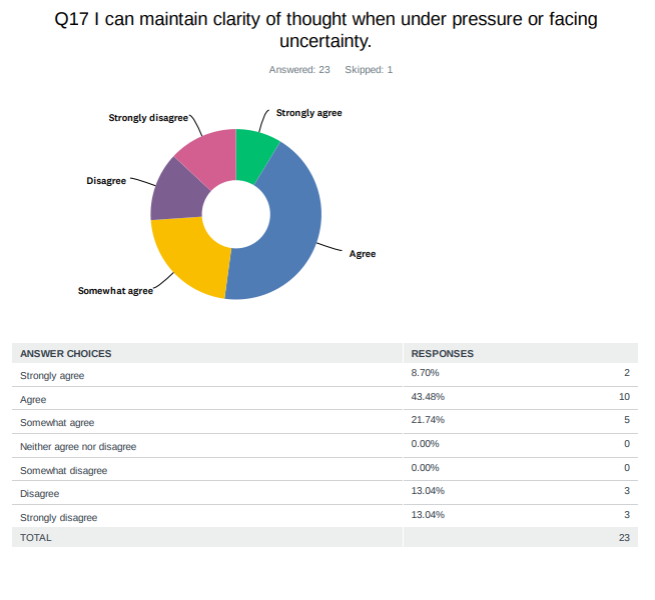 Q17 I can maintain clarity of thought when under pressure or facing
uncertainty.
Answered: 23 Skipped: 1
Strongly disagree
Strongly agree
Disagree
Agree
Somewhat agree
ANSWER CHOICES RESPONSES
Strongly agree 8.70% 2
Agree 43.48% 10
Somewhat agree 21.74% 5
Neither agree nor disagree 0.00% 0
Somewhat disagree 0.00% 0
Disagree 13.04% 3
Strongly disagree 13.04% 3
TOTAL 23